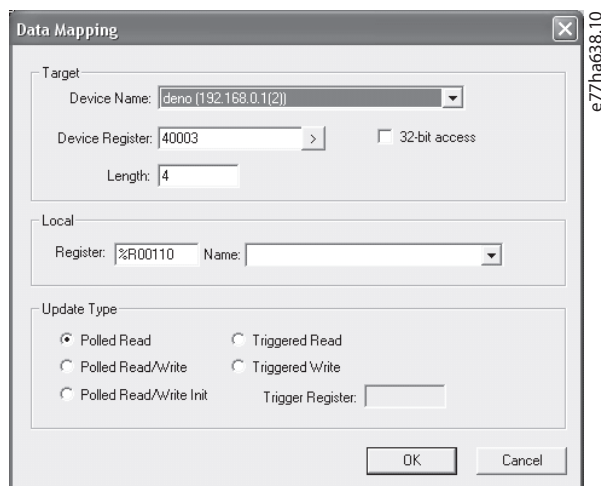 Data Mapping
Target
Device Name: deno (192.168.0.1(2))
Device Register: 40003 > 32-bit access
Length: 4
Local
Register: %R00110 Name:
Update Type
Polled Read Triggered Read
Polled Read/Write Triggered Write
Polled Read/Write Init Trigger Register:
OK Cancel
e77ha638.10